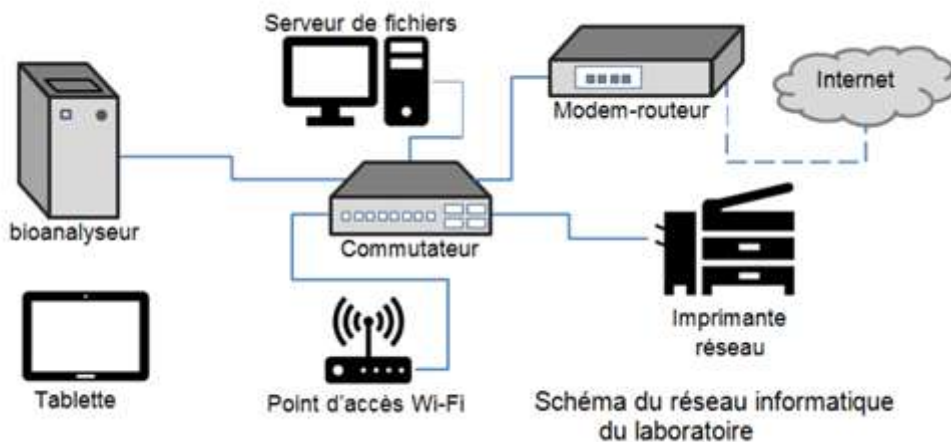 Serveur de fichiers
Internet
Modem-routeur
bioanalyseur
Commutateur
Imprimante
réseau
Tablette
Point d'accès Wi-Fi
Schéma du réseau informatique
du laboratoire